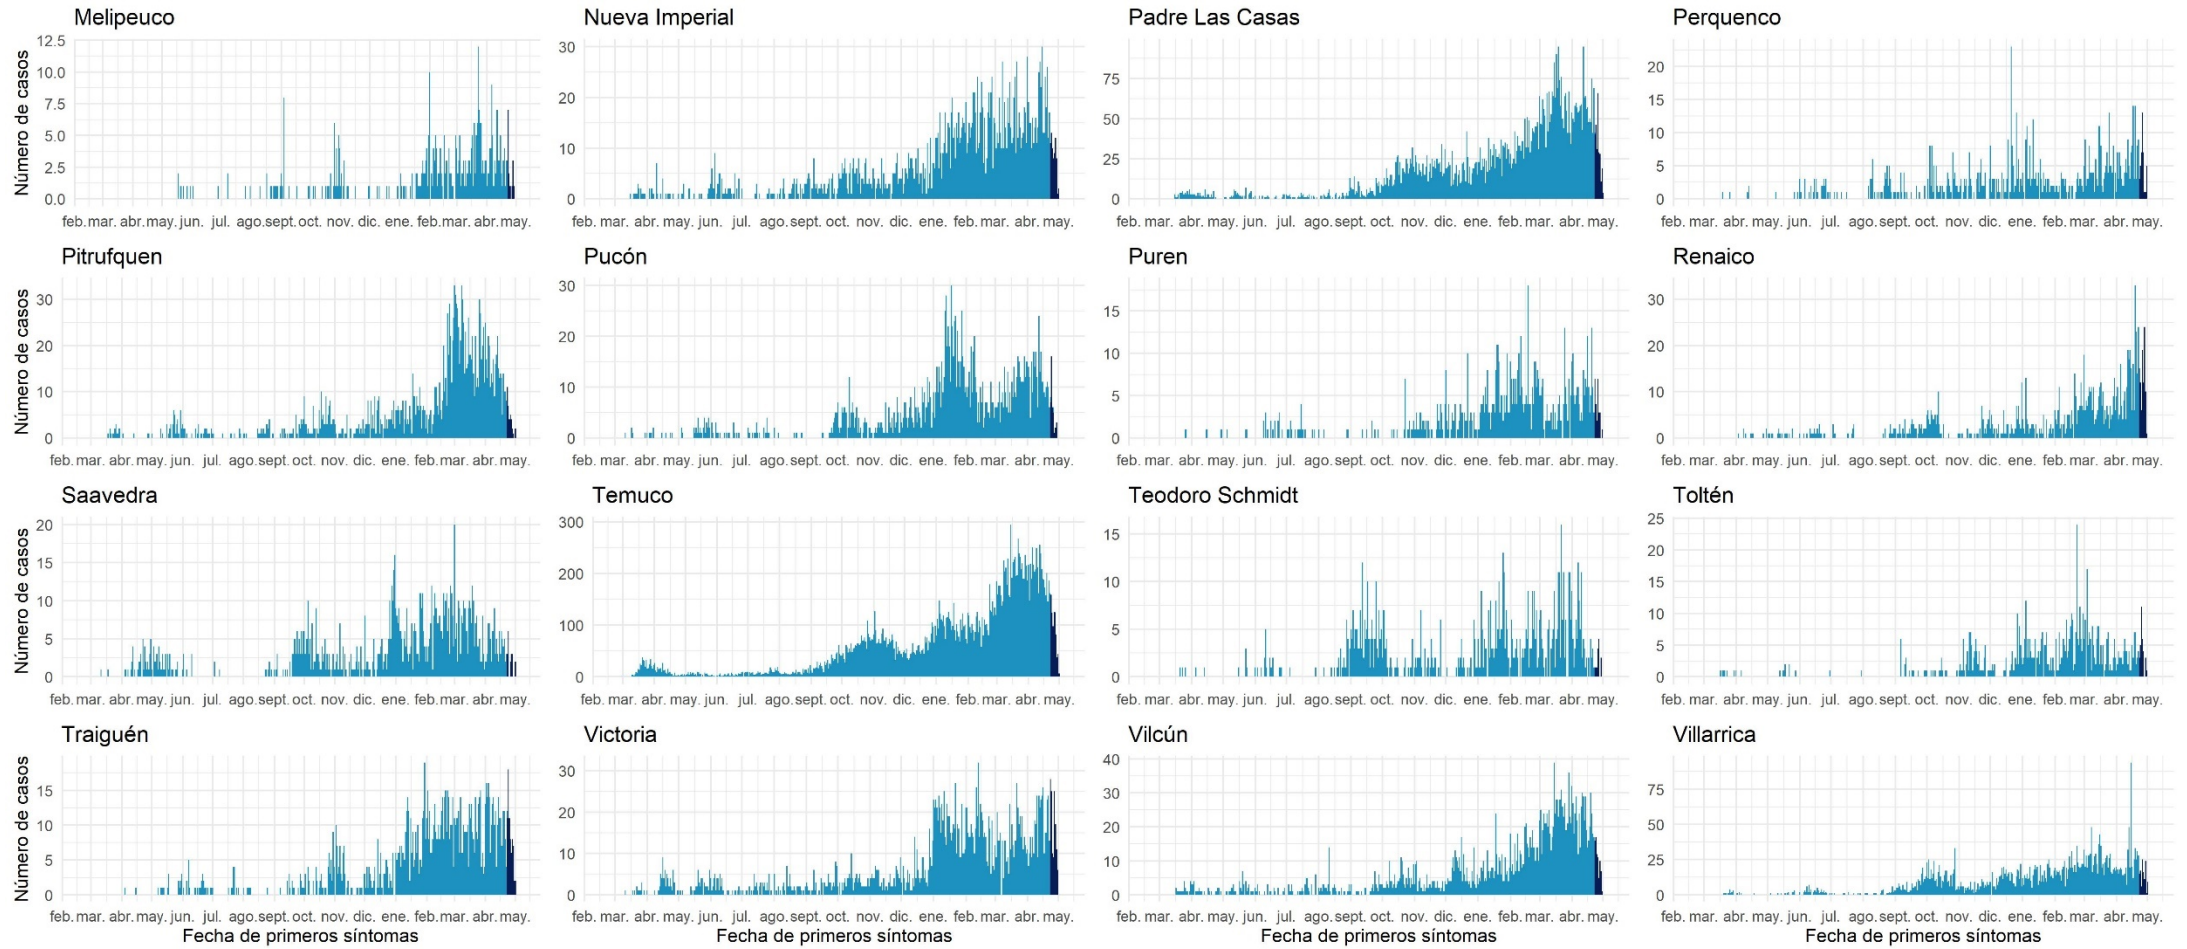 Melipeuco
Nueva Imperial
Padre Las Casas
Perquenco
Número de casos
12.5
10.0
7.5
5.0
2.5
0.0
30
20
10
0
75
50
25
0
20
15
10
5
0
feb. mar. abr. may. jun. jul. ago. sept. oct. nov. dic. ene. feb. mar. abr. may.
feb. mar. abr. may. jun. jul. ago. sept. oct. nov. dic. ene. feb. mar. abr. may.
feb. mar. abr. may. jun. jul. ago. sept. oct. nov. dic. ene. feb. mar. abr. may.
feb. mar. abr. may. jun. jul. ago. sept. oct. nov. dic. ene. feb. mar. abr. may.
Pitrufquen
Pucón
Puren
Renaico
Número de casos
30
20
10
0
30
20
10
0
15
10
5
0
30
20
10
0
feb. mar. abr. may. jun. jul. ago. sept. oct. nov. dic. ene. feb. mar. abr. may.
feb. mar. abr. may. jun. jul. ago. sept. oct. nov. dic. ene. feb. mar. abr. may.
feb. mar. abr. may. jun. jul. ago. sept. oct. nov. dic. ene. feb. mar. abr. may.
feb. mar. abr. may. jun. jul. ago. sept. oct. nov. dic. ene. feb. mar. abr. may.
Saavedra
Temuco
Teodoro Schmidt
Toltén
Número de casos
20
15
10
5
0
300
200
100
0
15
10
5
0
25
20
15
10
5
0
feb. mar. abr. may. jun. jul. ago. sept. oct. nov. dic. ene. feb. mar. abr. may.
feb. mar. abr. may. jun. jul. ago. sept. oct. nov. dic. ene. feb. mar. abr. may.
feb. mar. abr. may. jun. jul. ago. sept. oct. nov. dic. ene. feb. mar. abr. may.
feb. mar. abr. may. jun. jul. ago. sept. oct. nov. dic. ene. feb. mar. abr. may.
Traiguén
Victoria
Vilcún
Villarrica
Número de casos
15
10
5
0
30
20
10
0
40
30
20
10
0
75
50
25
0
feb. mar. abr. may. jun. jul. ago. sept. oct. nov. dic. ene. feb. mar. abr. may.
feb. mar. abr. may. jun. jul. ago. sept. oct. nov. dic. ene. feb. mar. abr. may.
feb. mar. abr. may. jun. jul. ago. sept. oct. nov. dic. ene. feb. mar. abr. may.
feb. mar. abr. may. jun. jul. ago. sept. oct. nov. dic. ene. feb. mar. abr. may.
Fecha de primeros síntomas
Fecha de primeros síntomas
Fecha de primeros síntomas
Fecha de primeros síntomas